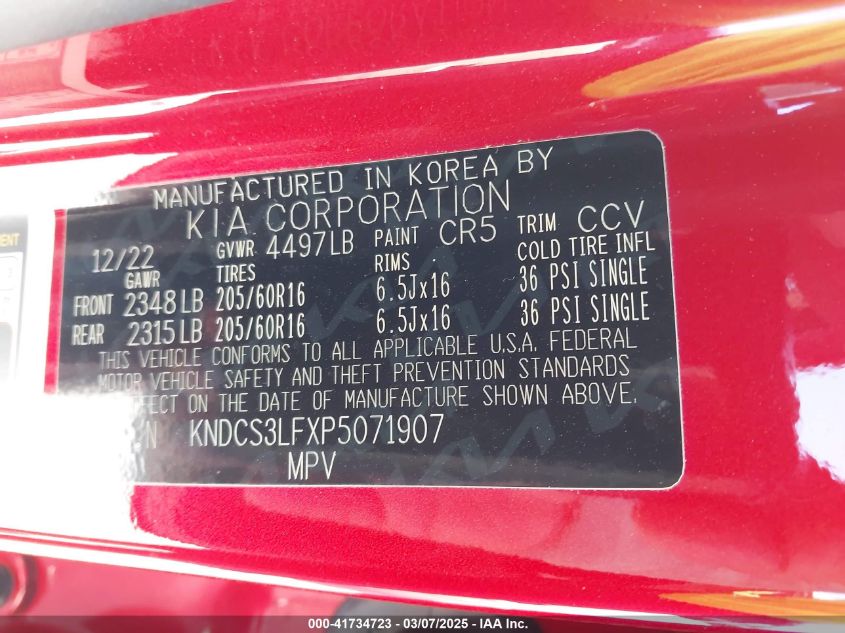 MANUFACTURED IN KOREA BY
KIA CORPORATION
12/22 GVWR 4497LB PAINT CR5 TRIM CCV
GAWR TIRES RIMS COLD TIRE INFL
FRONT 2348LB 205/60R16 6.5Jx16 36 PSI SINGLE
REAR 2315LB 205/60R16 6.5Jx16 36 PSI SINGLE
THIS VEHICLE CONFORMS TO ALL APPLICABLE U.S.A. FEDERAL
MOTOR VEHICLE SAFETY AND THEFT PREVENTION STANDARDS
ON THE DATE OF MANUFACTURE SHOWN ABOVE.
KNDCS3LFXP5071907
MPV
000-41734723 — 03/07/2025 — IAA Inc.